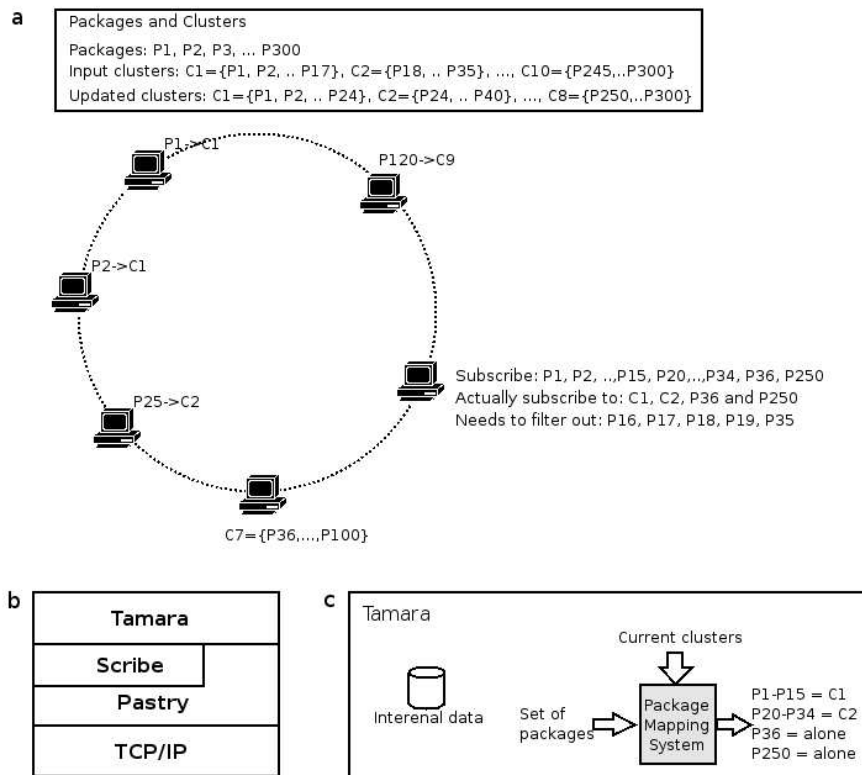 a
Packages and Clusters
Packages: P1, P2, P3, ... P300
Input clusters: C1={P1, P2, .. P17}, C2={P18, .. P35}, ..., C10={P245,..P300}
Updated clusters: C1={P1, P2, .. P24}, C2={P24, .. P40}, ..., C8={P250,..P300}
P1->C1
P120->C9
P2->C1
Subscribe: P1, P2, ..,P15, P20,..,P34, P36, P250
Actually subscribe to: C1, C2, P36 and P250
Needs to filter out: P16, P17, P18, P19, P35
P25->C2
C7={P36,...,P100}
b
Tamara
Scribe
Pastry
TCP/IP
c
Tamara
Current clusters
Interenal data
Set of
packages
Package
Mapping
System
P1-P15 = C1
P20-P34 = C2
P36 = alone
P250 = alone